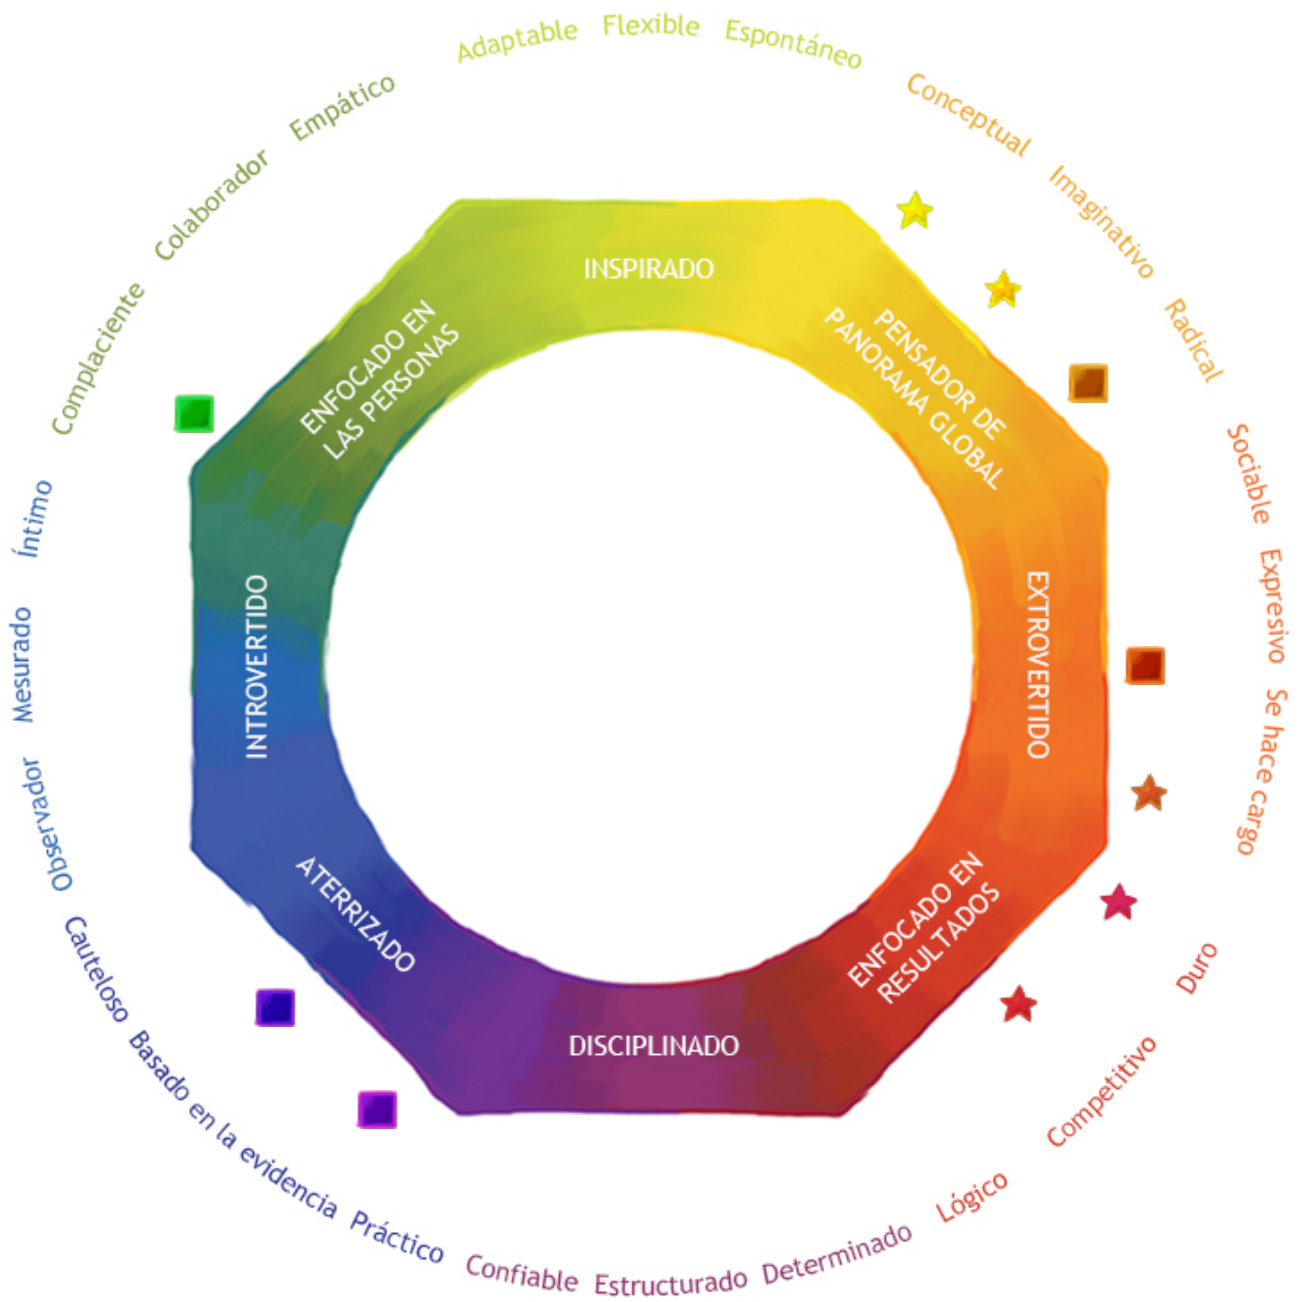 Adaptable Flexible Espontáneo
Conceptual Imaginativo Radical
Sociable Expresivo Se hace cargo
Duro
Competitivo
Lógico
Confiable Estructurado Determinado
Cauteloso Basado en la evidencia Práctico
Observador Mesurado Íntimo
Complaciente Colaborador Empático
INSPIRADO
PENSADOR DE
PANORAMA GLOBAL
EXTROVERTIDO
ENFOCADO EN
RESULTADOS
DISCIPLINADO
ATERRIZADO
INTROVERTIDO
ENFOCADO EN
LAS PERSONAS